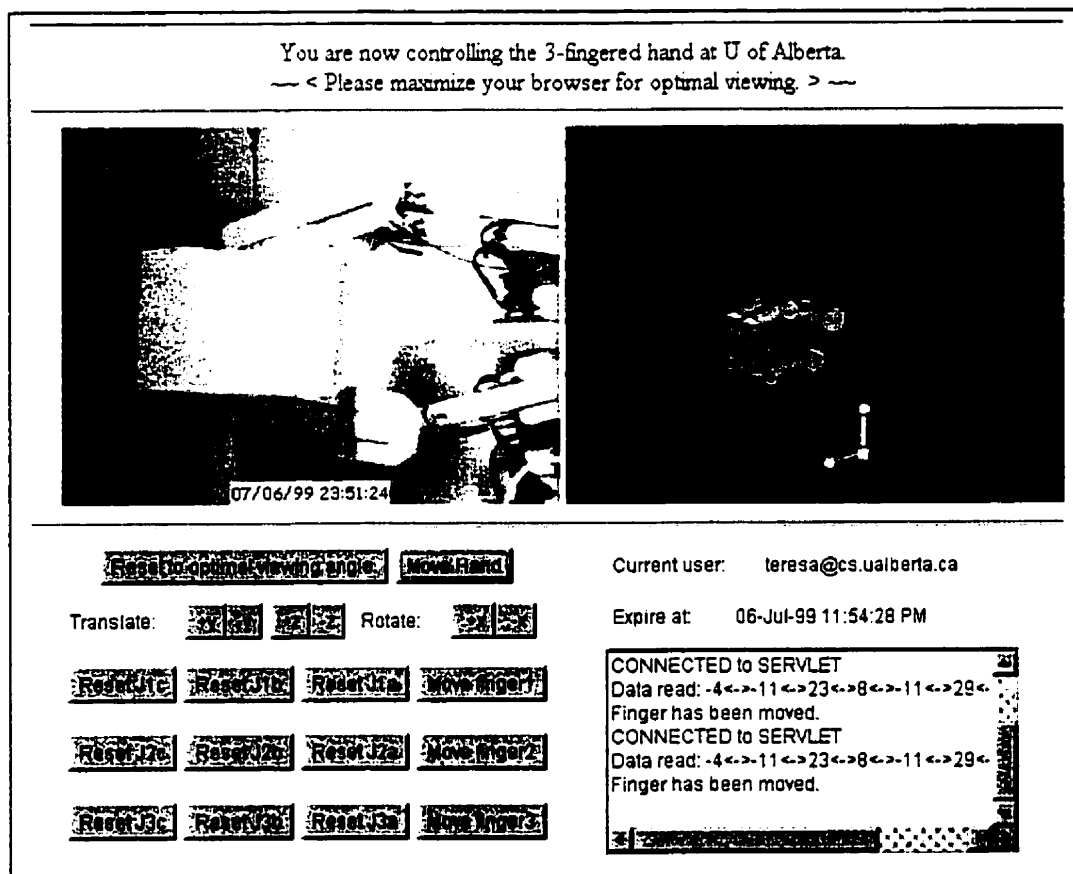 You are now controlling the 3-fingered hand at U of Alberta.
~~ < Please maximize your browser for optimal viewing. > ~~
07/06/99 23:51:24
Reset to optimal viewing angle. Move Hand
Current user: teresa@cs.ualberta.ca
Translate: Rotate:
Expire at: 06-Jul-99 11:54:28 PM
Reset J1c Reset J1b Reset J1a Move finger1
Reset J2c Reset J2b Reset J2a Move finger2
Reset J3c Reset J3b Reset J3a Move finger3
CONNECTED to SERVLET
Data read: -4<->-11<->23<->8<->-11<->29<-
Finger has been moved.
CONNECTED to SERVLET
Data read: -4<->-11<->23<->8<->-11<->29<-
Finger has been moved.